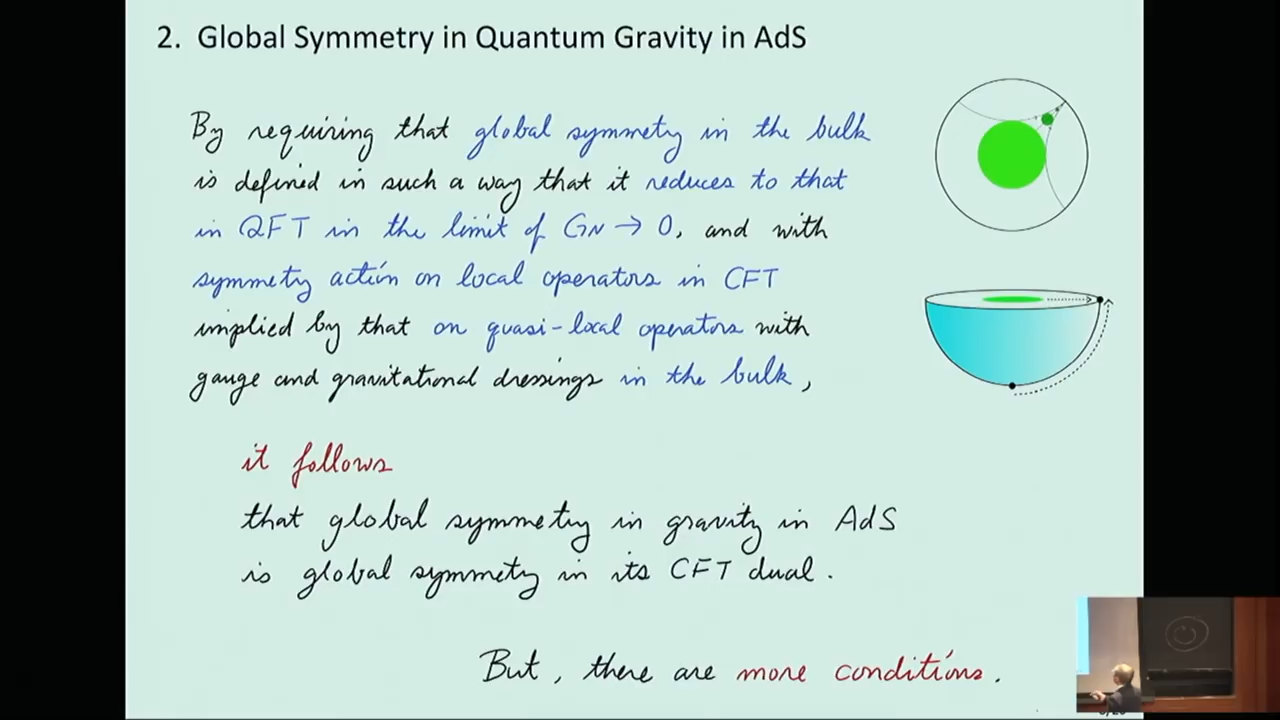 2. Global Symmetry in Quantum Gravity in AdS
By requiring that global symmetry in the bulk
is defined in such a way that it reduces to that
in QFT in the limit of GN → 0, and with
symmetry action on local operators in CFT
implied by that on quasi-local operators with
gauge and gravitational dressings in the bulk,
it follows
that global symmetry in gravity in AdS
is global symmetry in its CFT dual.
But, there are more conditions.